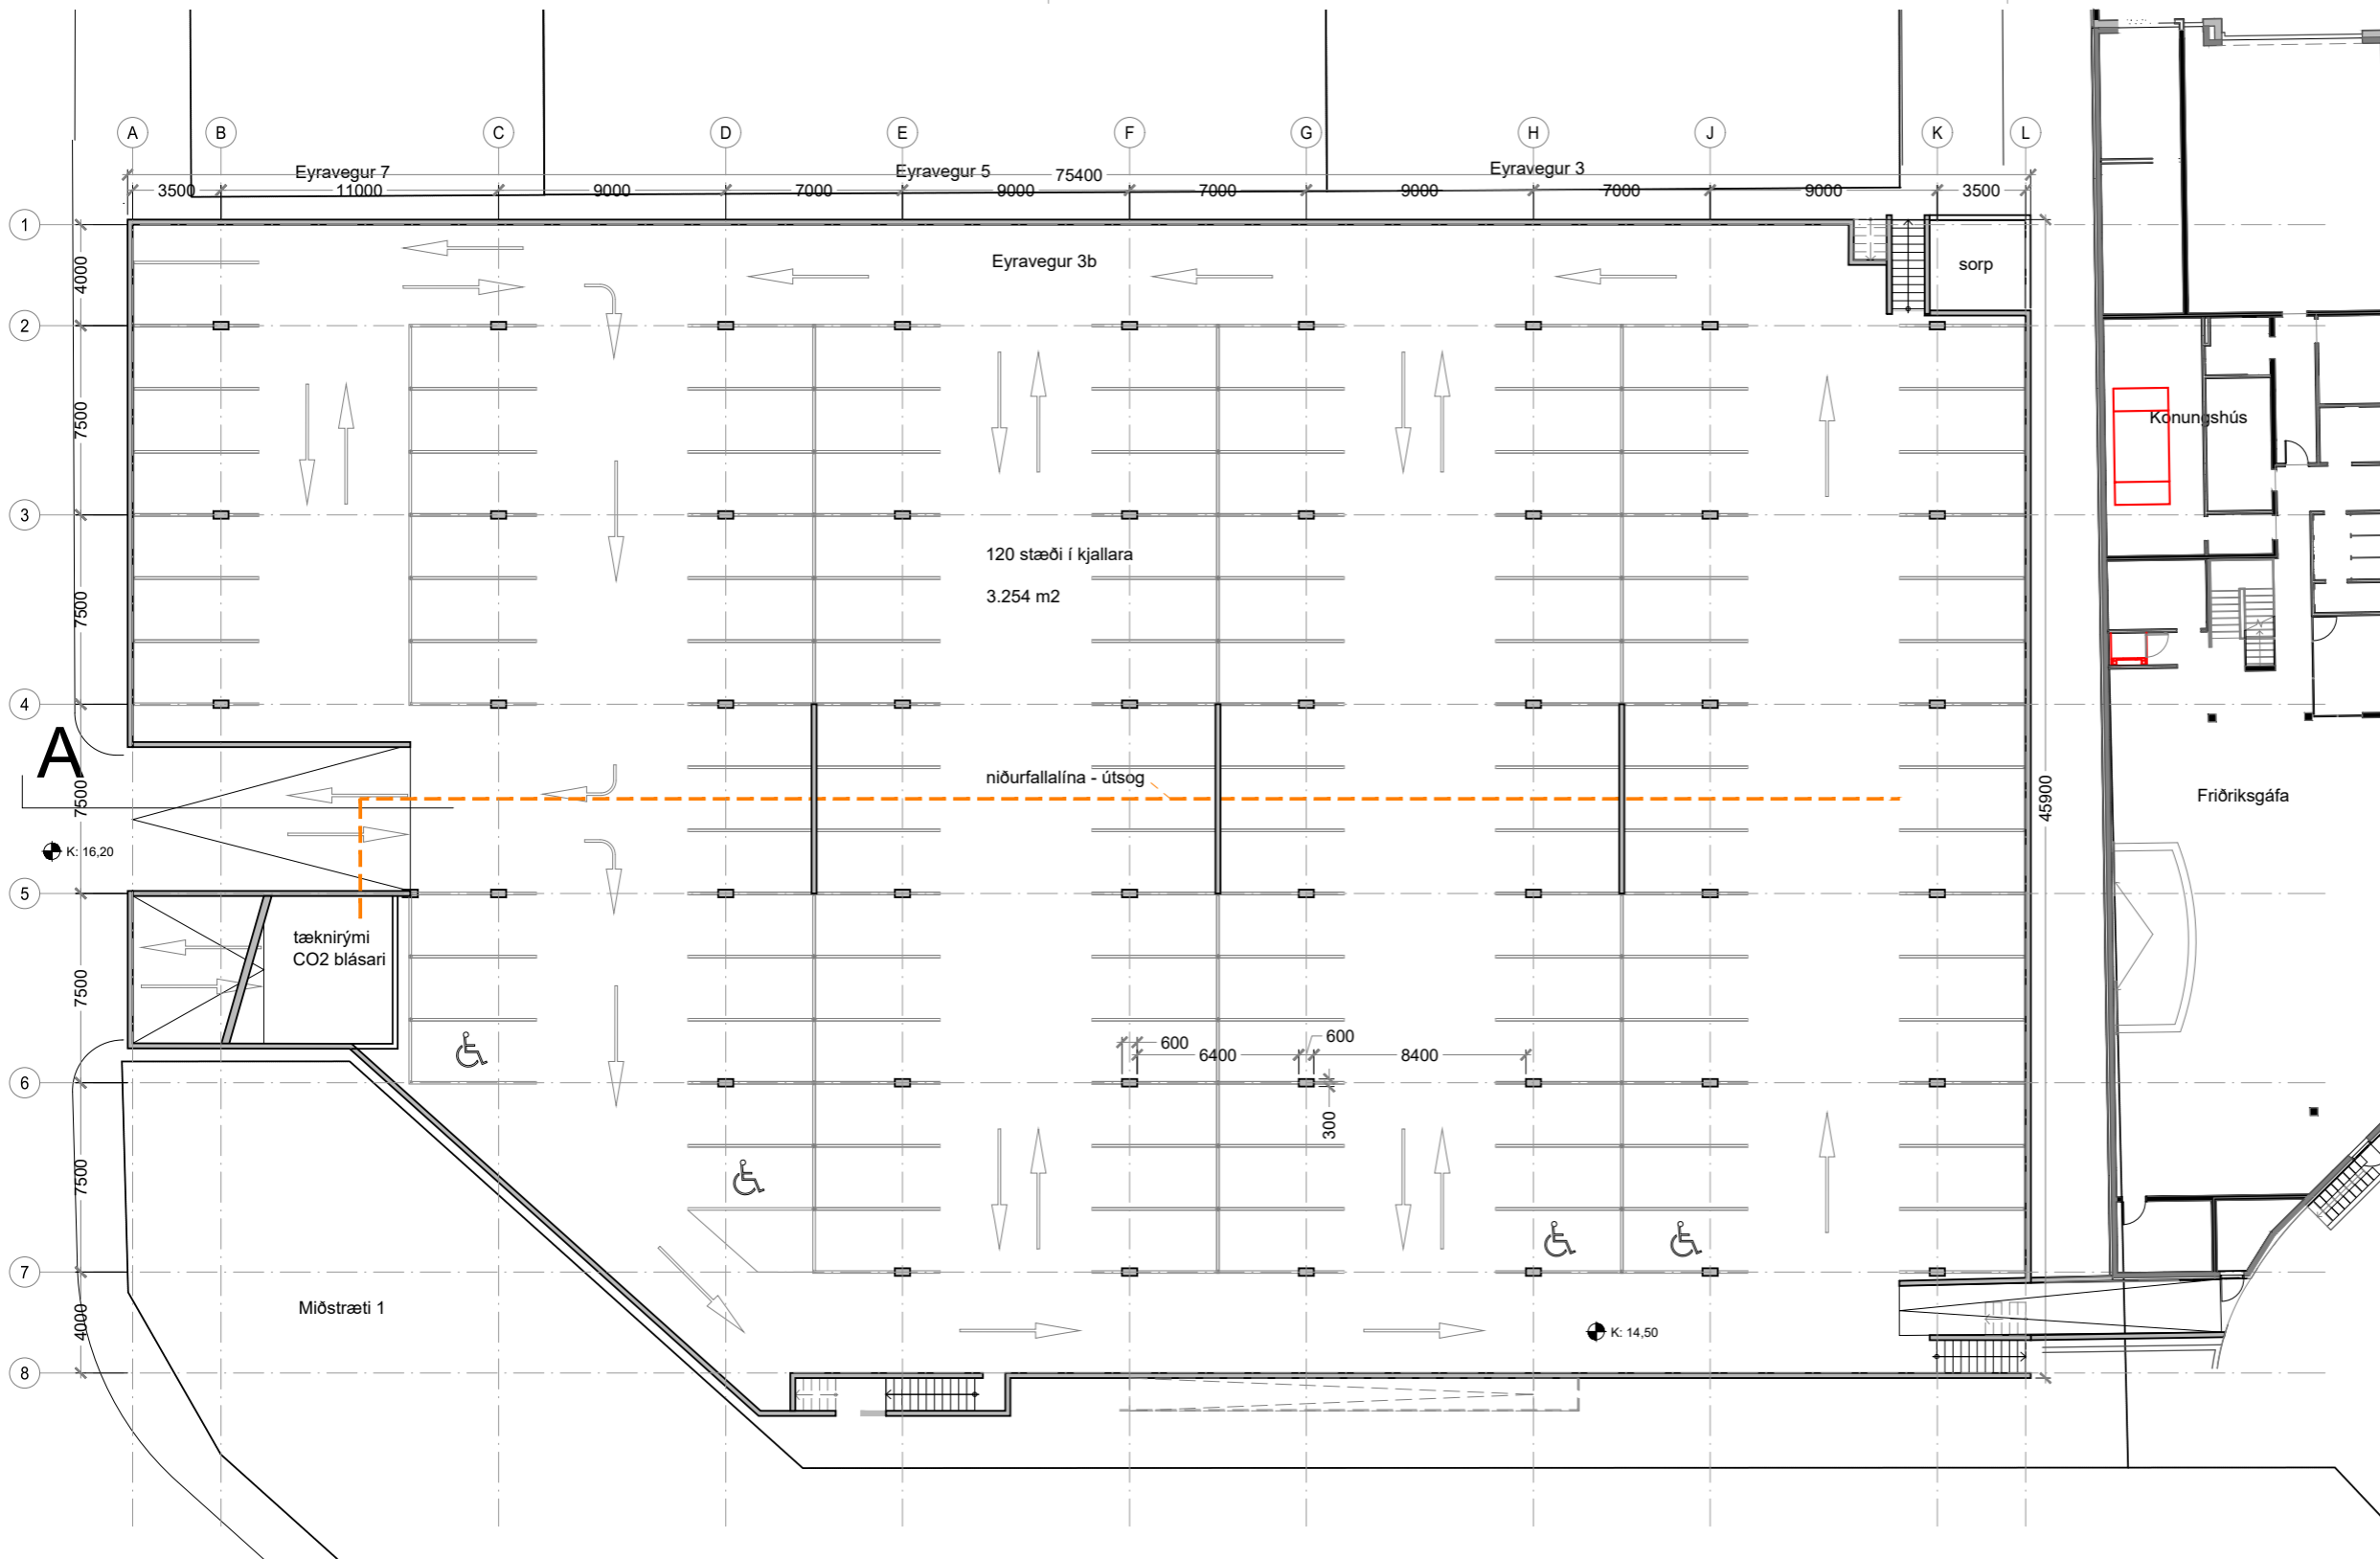 A B C D E F G H J K L
Eyravegur 7
Eyravegur 5
Eyravegur 3
75400
3500 11000 9000 7000 9000 7000 9000 7000 9000 3500
1
4000
Eyravegur 3b
sorp
2
7500
Konungshús
3
120 stæði í kjallara
7500
3.254 m2
4
A
niðurfallalína - útsog
7500
45900
Friðriksgáfa
K: 16,20
5
tæknirými
CO2 blásari
7500
600
600
6400
8400
6
300
7500
7
Miðstræti 1
4000
K: 14,50
8